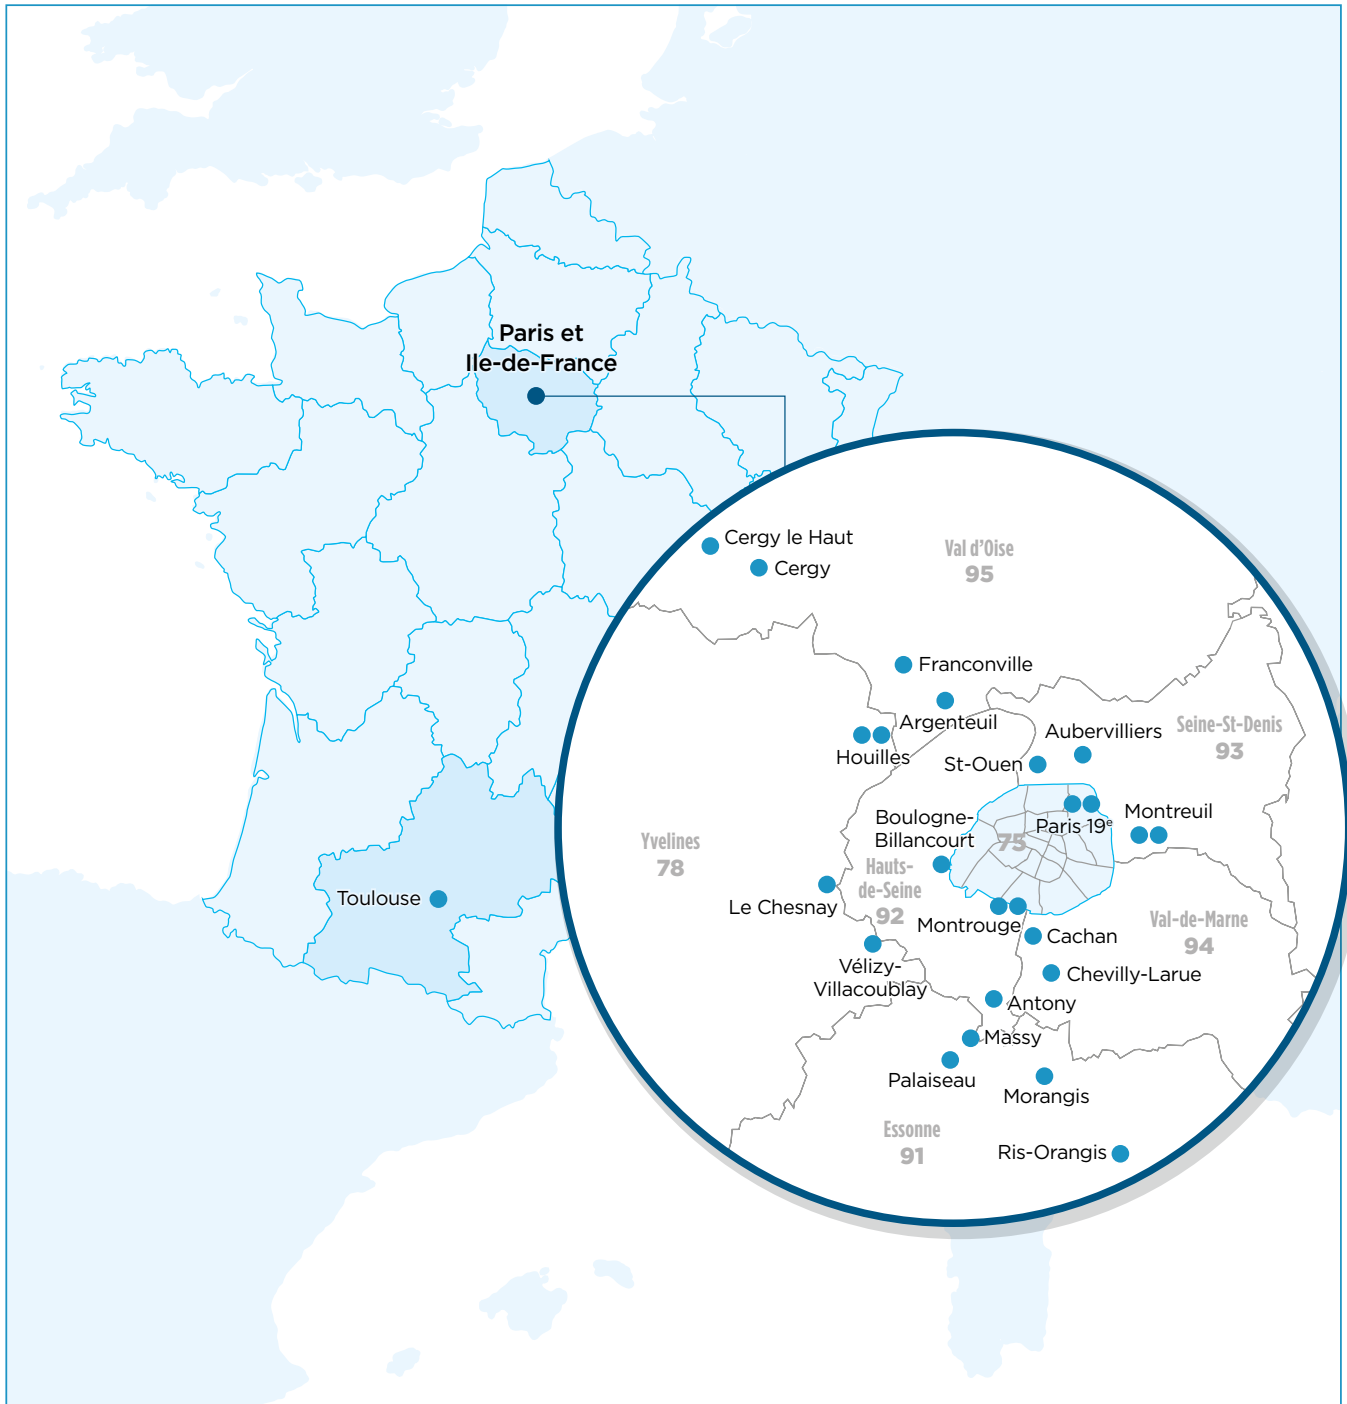 Paris et
Ile-de-France
Cergy le Haut
Cergy
Val d'Oise
95
Franconville
Argenteuil
Houilles
Aubervilliers
St-Ouen
Seine-St-Denis
93
Boulogne-
Billancourt
Paris 19e
75
Montreuil
Yvelines
78
Hauts-
de-Seine
92
Le Chesnay
Toulouse
Montrouge
Val-de-Marne
94
Cachan
Vélizy-
Villacoublay
Chevilly-Larue
Antony
Massy
Palaiseau
Morangis
Essonne
91
Ris-Orangis